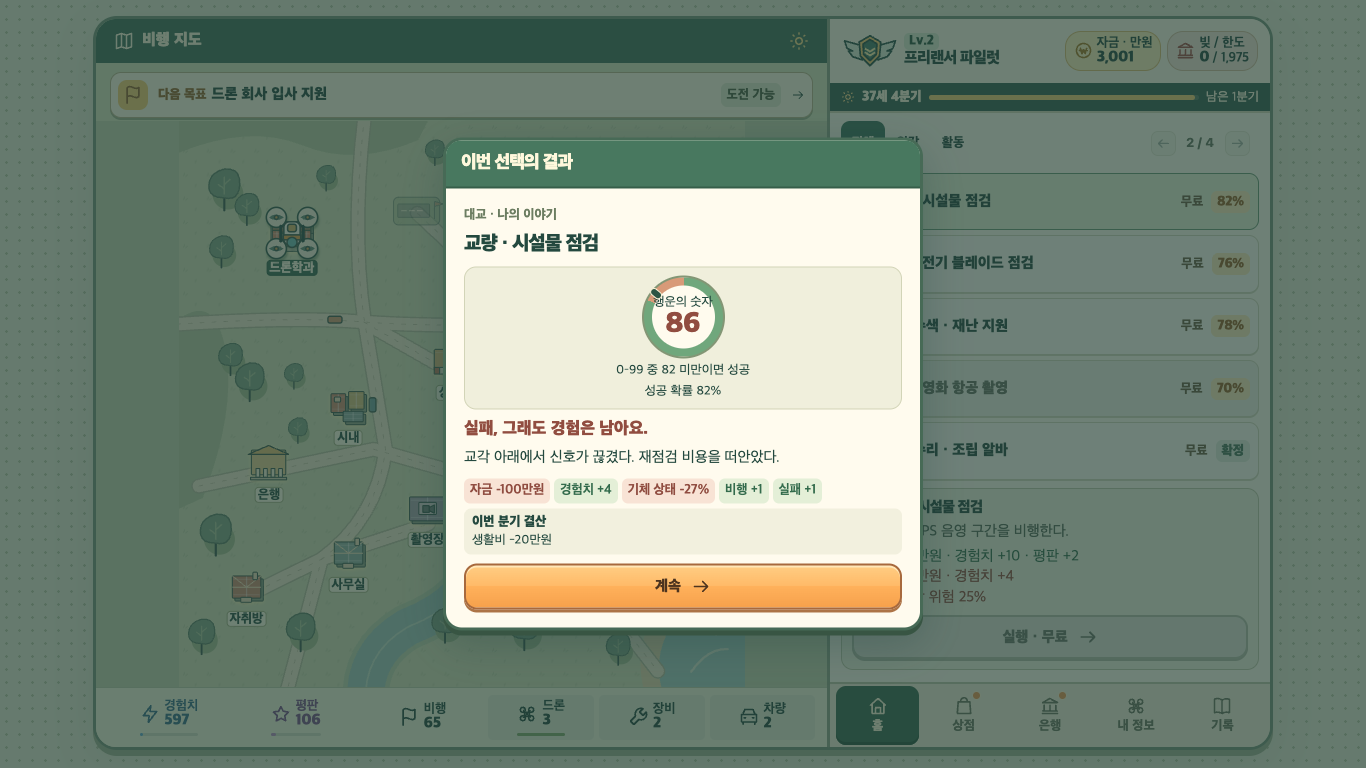 비행 지도
다음 목표 드론 회사 입사 지원
도전 가능
Lv.2
프리랜서 파일럿
자금 · 만원
3,001
빚 / 한도
0 / 1,975
37세 4분기
남은 1분기
활동
2 / 4
시설물 점검
무료 82%
전기 블레이드 점검
무료 76%
색 · 재난 지원
무료 78%
영화 항공 촬영
무료 70%
리 · 조립 알바
무료 확정
시설물 점검
PS 음영 구간을 비행한다.
만원 · 경험치 +10 · 평판 +2
만원 · 경험치 +4
위험 25%
실행 · 무료
드론학과
시내
은행
촬영장
사무실
자취방
이번 선택의 결과
대교 · 나의 이야기
교량 · 시설물 점검
행운의 숫자
86
0-99 중 82 미만이면 성공
성공 확률 82%
실패, 그래도 경험은 남아요.
교각 아래에서 신호가 끊겼다. 재점검 비용을 떠안았다.
자금 -100만원
경험치 +4
기체 상태 -27%
비행 +1
실패 +1
이번 분기 결산
생활비 -20만원
계속
경험치
597
평판
106
비행
65
드론
3
장비
2
차량
2
홈
상점
은행
내 정보
기록